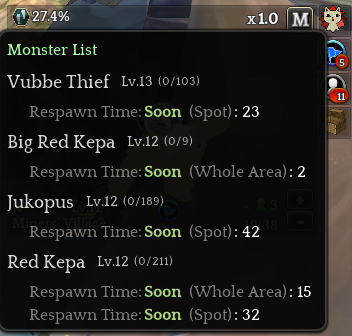 27.4%
x1.0
M
Monster List
Vubbe Thief Lv.13 (0/103)
Respawn Time: Soon (Spot) : 23
5
Big Red Kepa Lv.12 (0/9)
11
Respawn Time: Soon (Whole Area) : 2
Jukopus Lv.12 (0/189)
Respawn Time: Soon (Spot) : 42
Red Kepa Lv.12 (0/211)
Respawn Time: Soon (Whole Area) : 15
Respawn Time: Soon (Spot) : 32